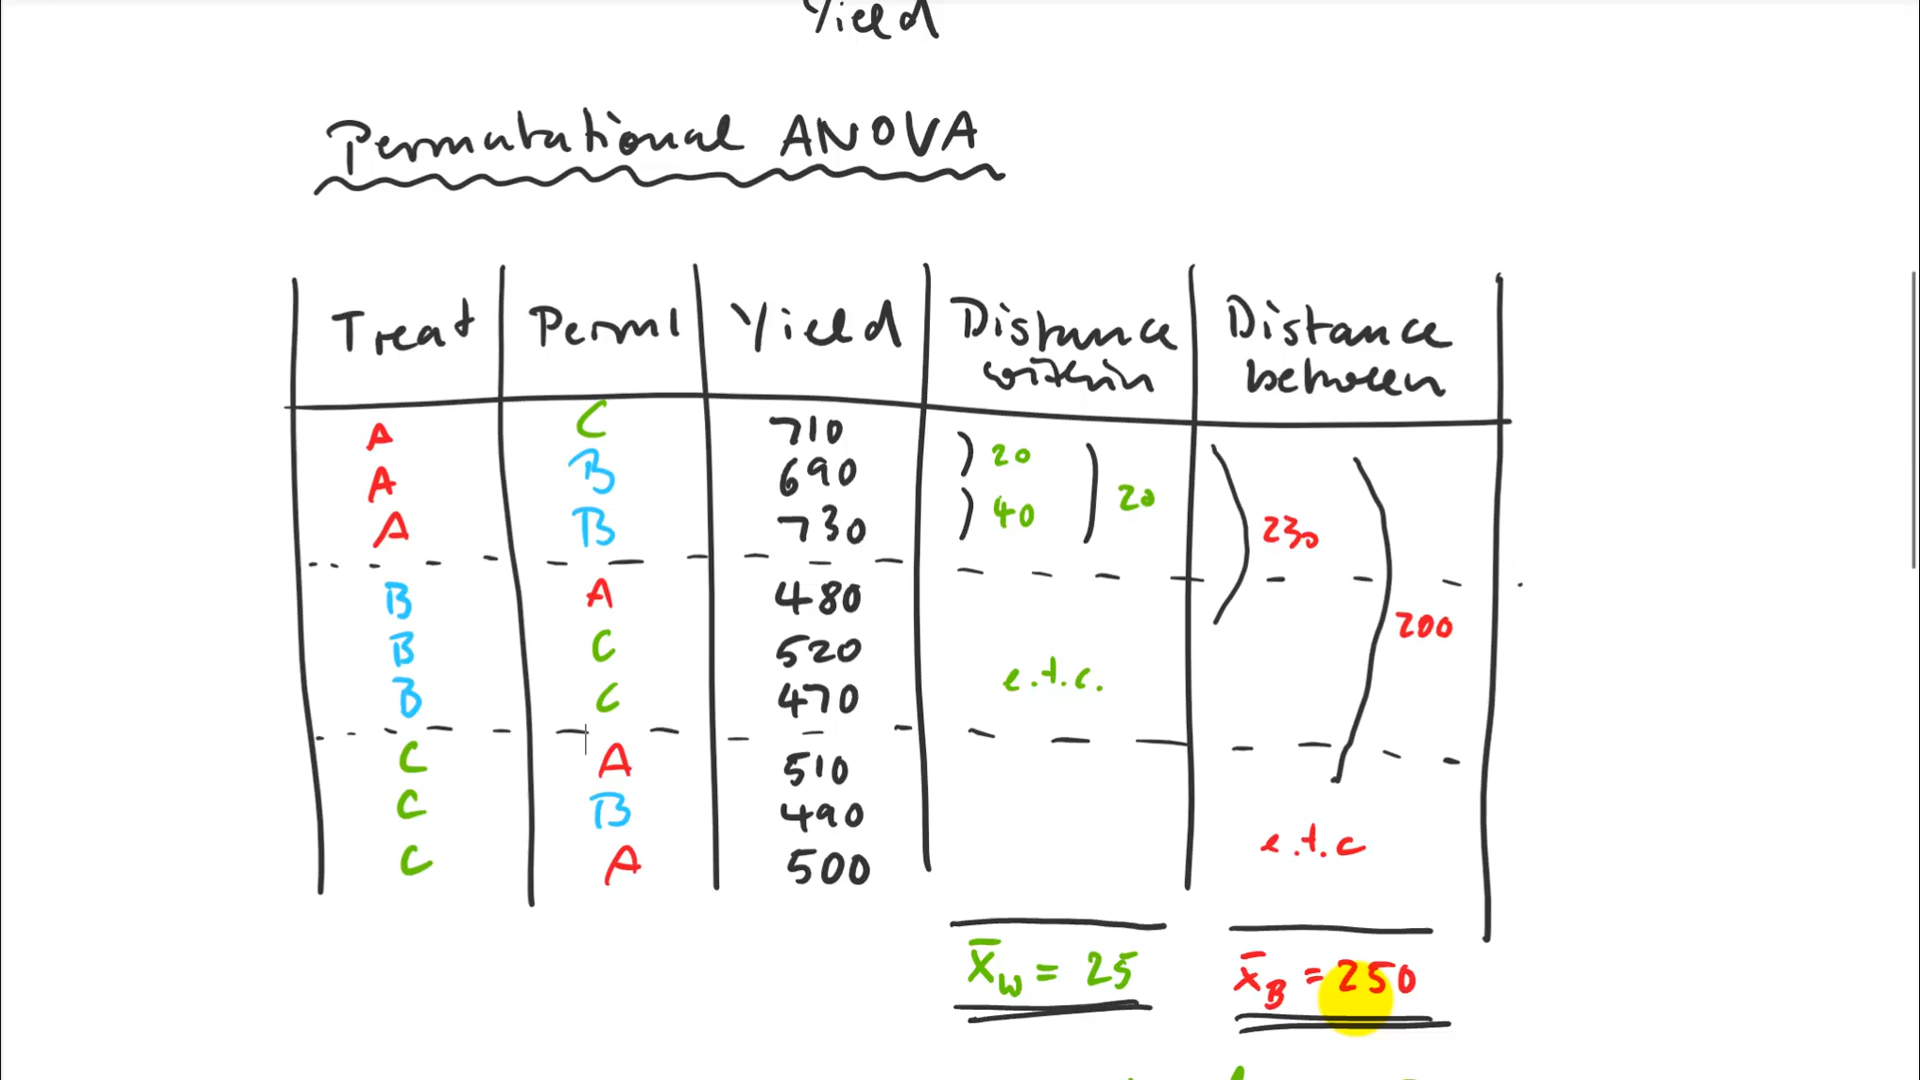 Yield
Permutational ANOVA
Treat Perm1 Yield Distance within Distance between
A C 710
20
A B 690
20
40
A B 730
230
B A 480
200
B C 520
e.t.c.
B C 470
C A 510
C B 490
e.t.c
C A 500
x̄W = 25 x̄B = 250